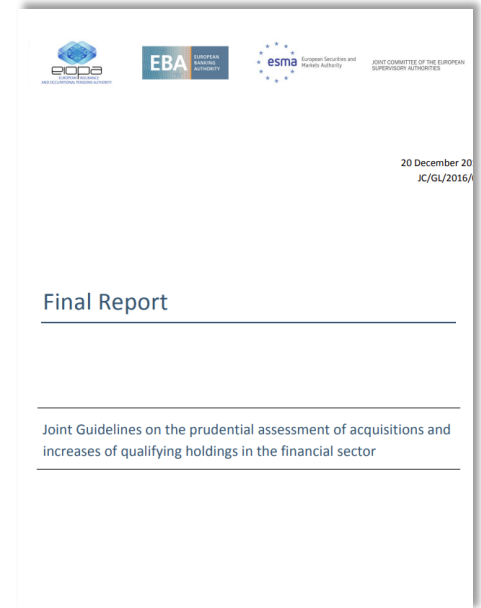 eiopa
EUROPEAN INSURANCE
AND OCCUPATIONAL PENSIONS AUTHORITY
EBA
EUROPEAN
BANKING
AUTHORITY
esma
European Securities and
Markets Authority
JOINT COMMITTEE OF THE EUROPEAN
SUPERVISORY AUTHORITIES
20 December 20
JC/GL/2016/
Final Report
Joint Guidelines on the prudential assessment of acquisitions and
increases of qualifying holdings in the financial sector